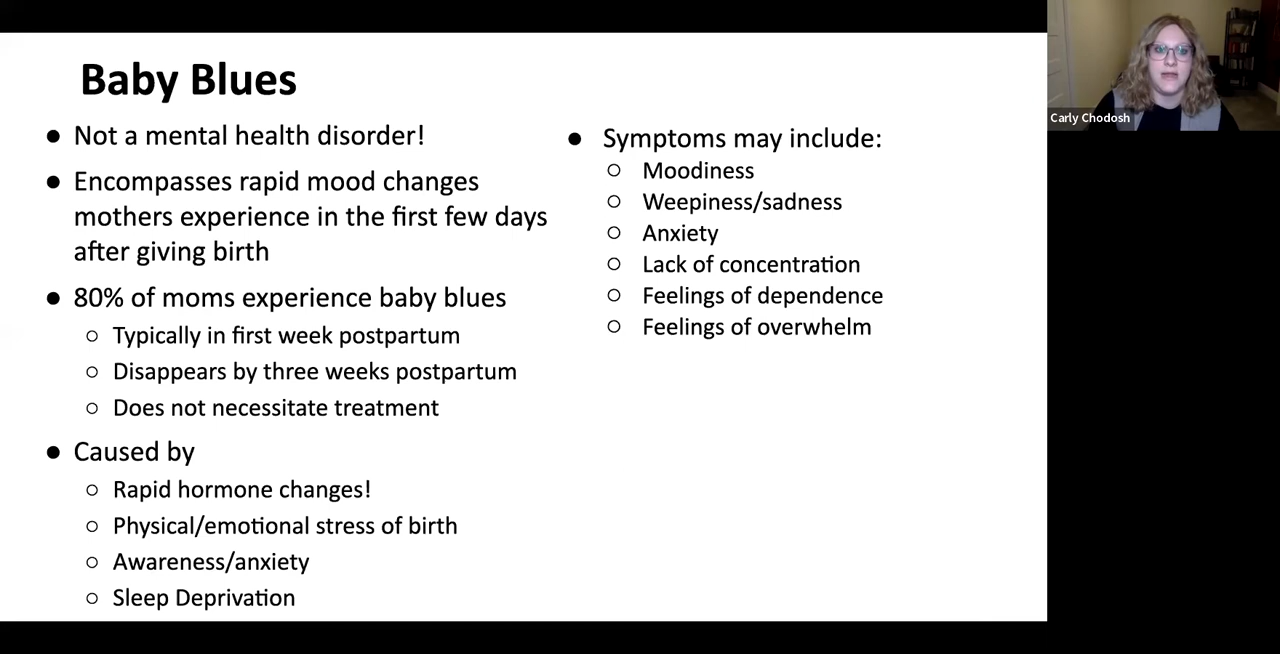 Baby Blues
● Not a mental health disorder!
● Encompasses rapid mood changes
mothers experience in the first few days
after giving birth
● 80% of moms experience baby blues
○ Typically in first week postpartum
○ Disappears by three weeks postpartum
○ Does not necessitate treatment
● Caused by
○ Rapid hormone changes!
○ Physical/emotional stress of birth
○ Awareness/anxiety
○ Sleep Deprivation
● Symptoms may include:
○ Moodiness
○ Weepiness/sadness
○ Anxiety
○ Lack of concentration
○ Feelings of dependence
○ Feelings of overwhelm
Carly Chodosh